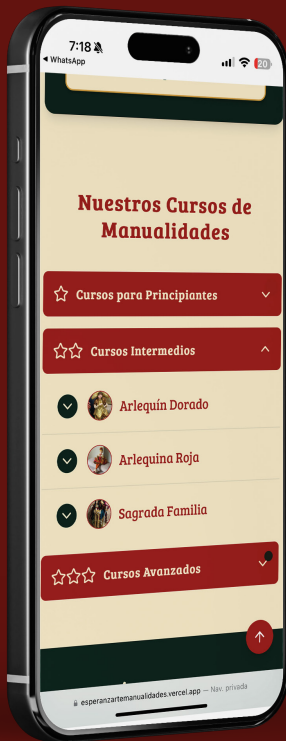 7:18
20
WhatsApp
Nuestros Cursos de
Manualidades
Cursos para Principiantes
Cursos Intermedios
Arlequín Dorado
Arlequina Roja
Sagrada Familia
Cursos Avanzados
esperanzartemanualidades.vercel.app — Nav. privada